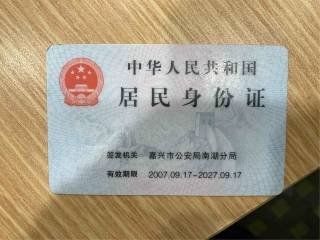 中华人民共和国
居民身份证
签发机关 嘉兴市公安局南湖分局
有效期限 2007.09.17-2027.09.17